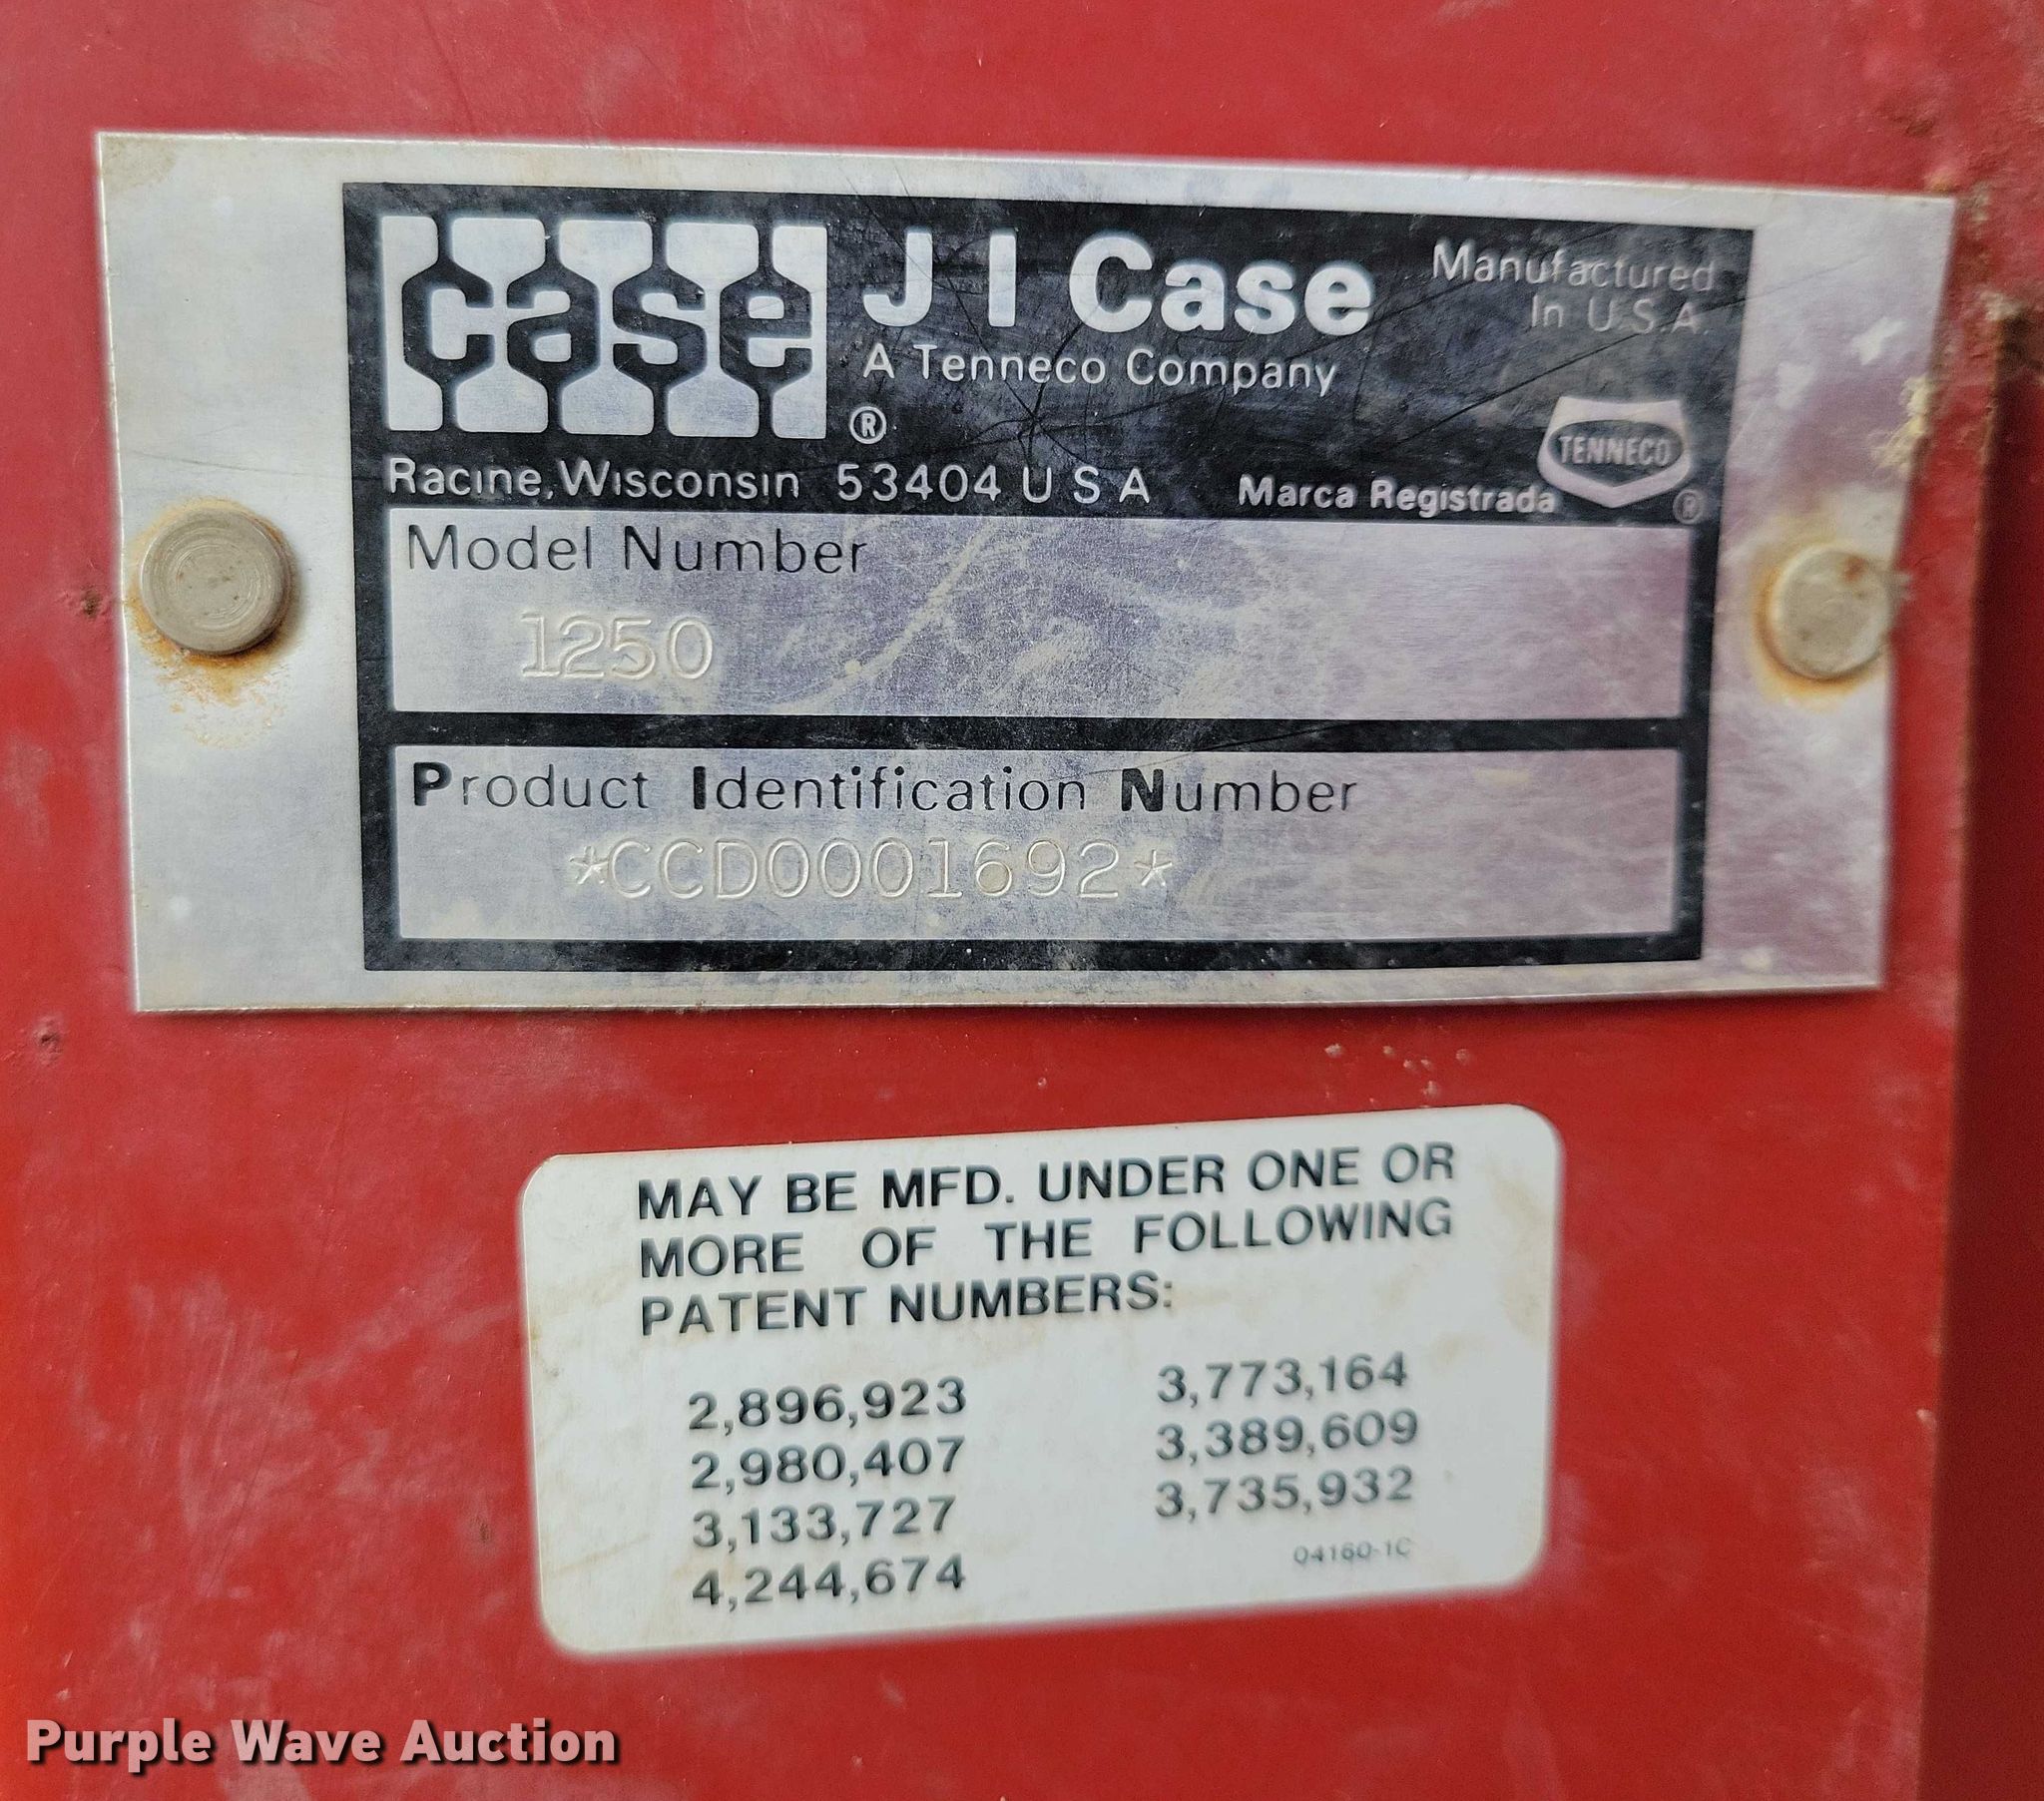 case
J I Case
Manufactured
In U.S.A.
A Tenneco Company
®
TENNECO
®
Racine, Wisconsin 53404 U S A
Marca Registrada
Model Number
1250
Product Identification Number
*CCD0001692*
MAY BE MFD. UNDER ONE OR
MORE OF THE FOLLOWING
PATENT NUMBERS:
2,896,923 3,773,164
2,980,407 3,389,609
3,133,727 3,735,932
4,244,674
04160-1C
Purple Wave Auction